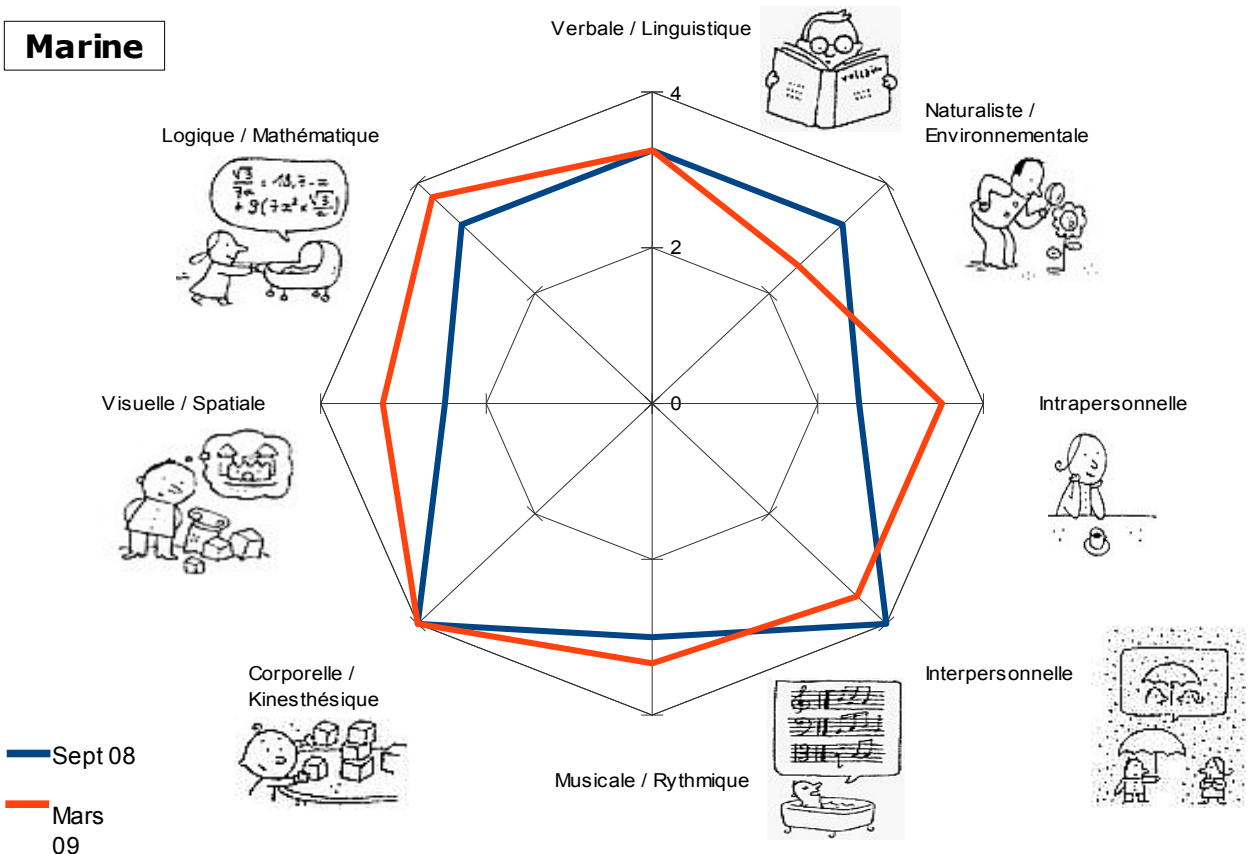 Marine
Verbale / Linguistique
voltaire
4
Naturaliste /
Environnementale
Logique / Mathématique
2
Visuelle / Spatiale
0
Intrapersonnelle
Corporelle /
Kinesthésique
Interpersonnelle
Musicale / Rythmique
Sept 08
Mars
09